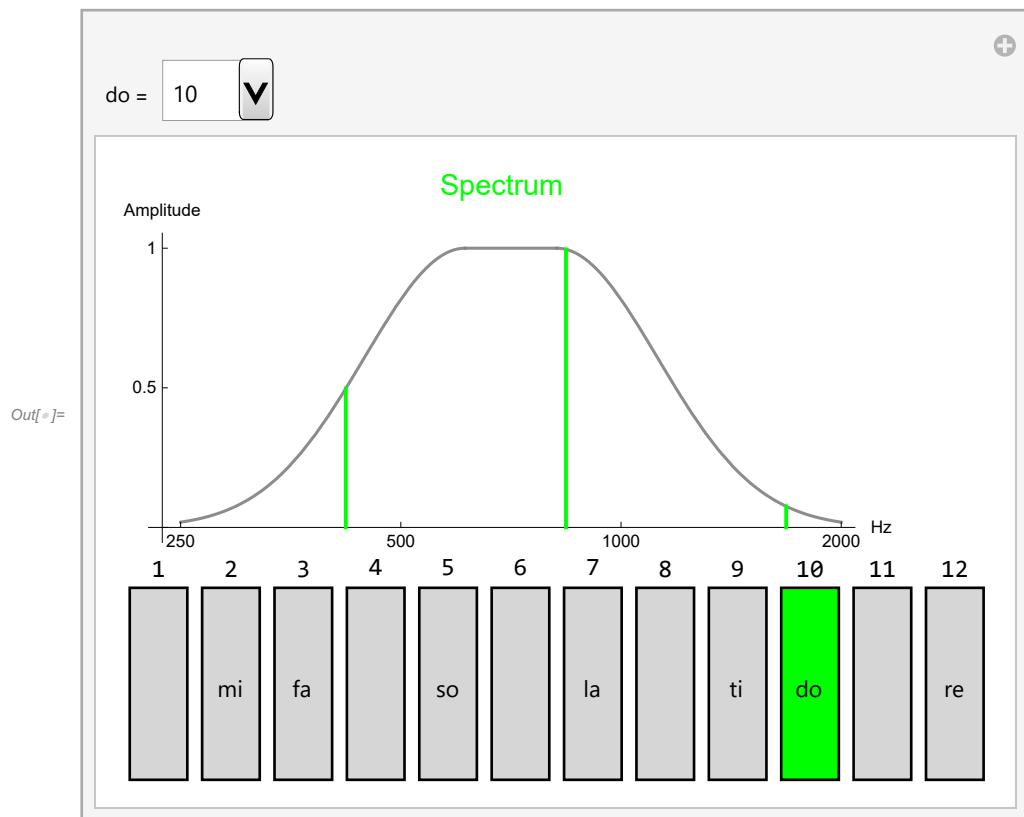 do = 10
Spectrum
Amplitude
1
0.5
Out[ ]=
Hz
250 500 1000 2000
1 2 3 4 5 6 7 8 9 10 11 12
mi fa so la ti do re